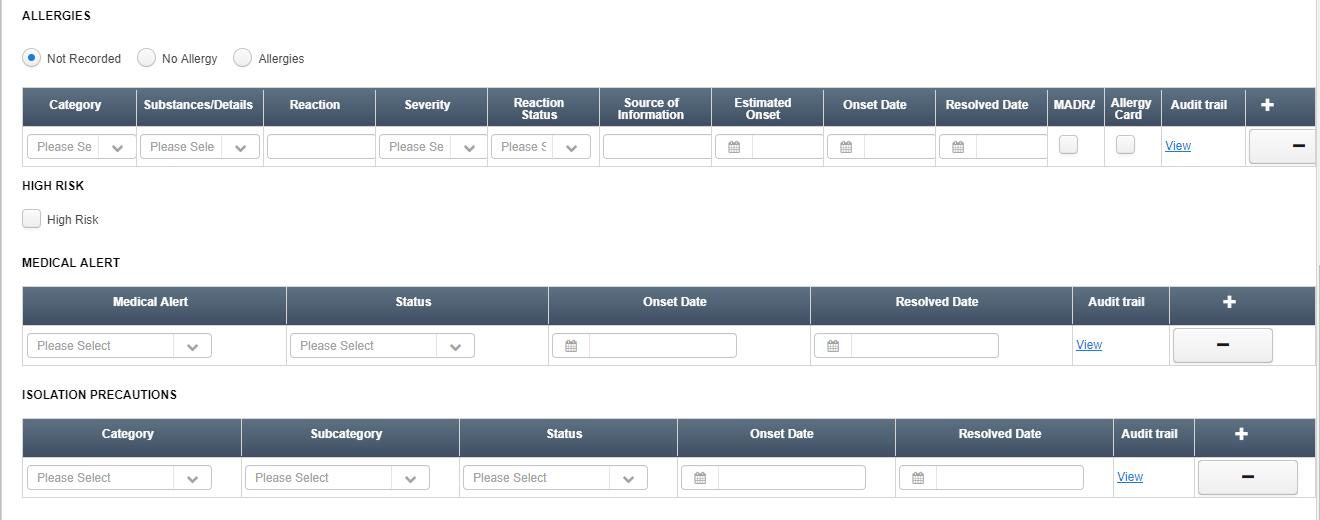 ALLERGIES
Not Recorded No Allergy Allergies
Category Substances/Details Reaction Severity Reaction Status Source of Information Estimated Onset Onset Date Resolved Date MADRA Allergy Card Audit trail +
Please Se Please Sele Please Se Please S View −
HIGH RISK
High Risk
MEDICAL ALERT
Medical Alert Status Onset Date Resolved Date Audit trail +
Please Select Please Select View −
ISOLATION PRECAUTIONS
Category Subcategory Status Onset Date Resolved Date Audit trail +
Please Select Please Select Please Select View −